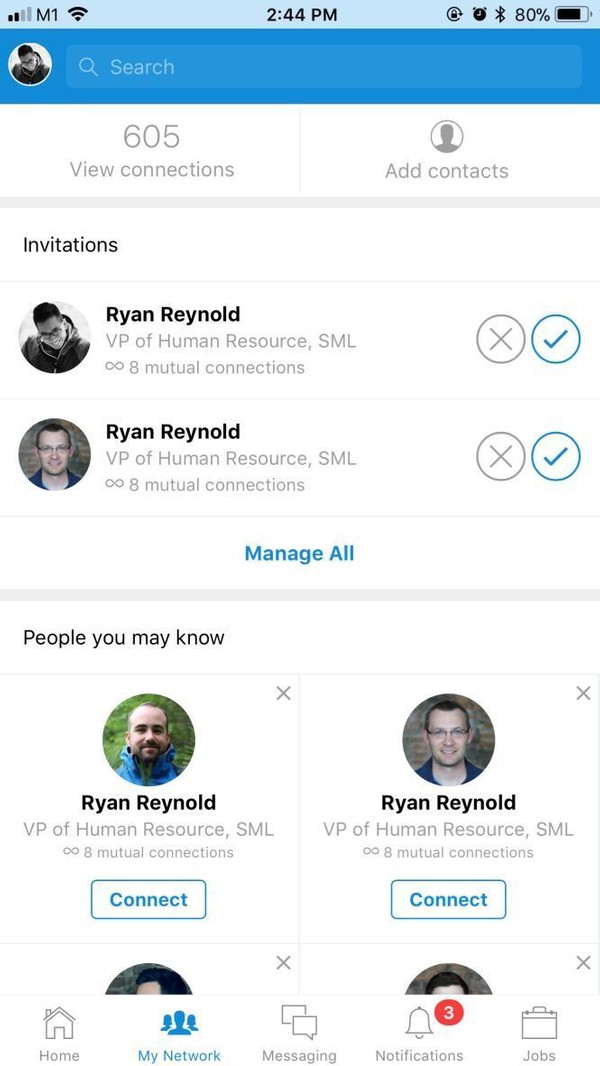 M1 2:44 PM 80%
Search
605
View connections
Add contacts
Invitations
Ryan Reynold
VP of Human Resource, SML
8 mutual connections
Ryan Reynold
VP of Human Resource, SML
8 mutual connections
Manage All
People you may know
Ryan Reynold
VP of Human Resource, SML
8 mutual connections
Connect
Ryan Reynold
VP of Human Resource, SML
8 mutual connections
Connect
3
Home
My Network
Messaging
Notifications
Jobs